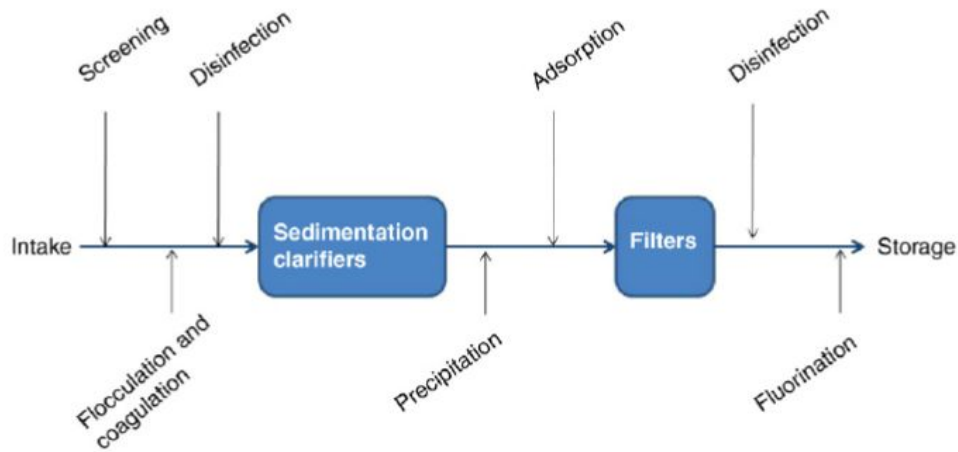 Screening
Disinfection
Adsorption
Disinfection
Intake
Sedimentation
clarifiers
Filters
Storage
Flocculation and
coagulation
Precipitation
Fluorination